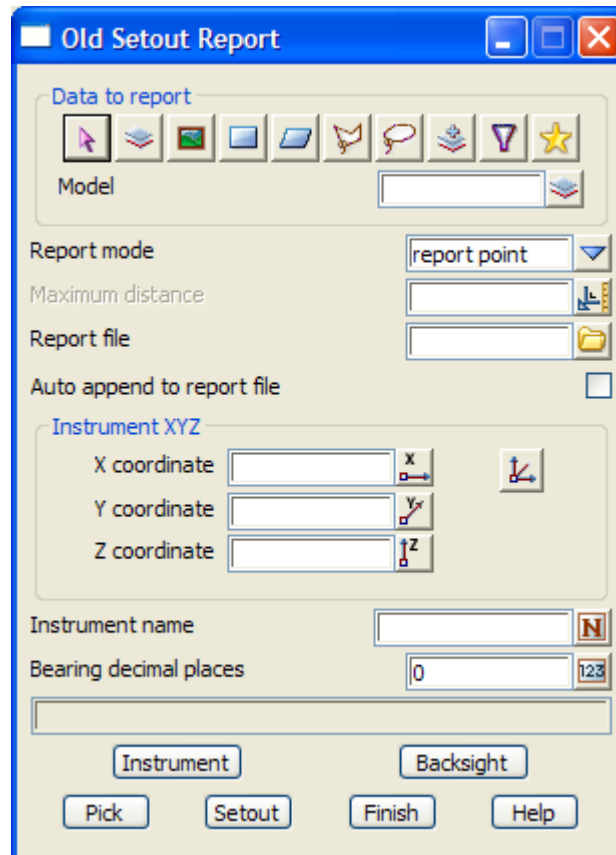 Old Setout Report
Data to report
Model
Report mode report point
Maximum distance
Report file
Auto append to report file
Instrument XYZ
X coordinate X
Y coordinate Y
Z coordinate Z
Instrument name N
Bearing decimal places 0 123
Instrument Backsight
Pick Setout Finish Help